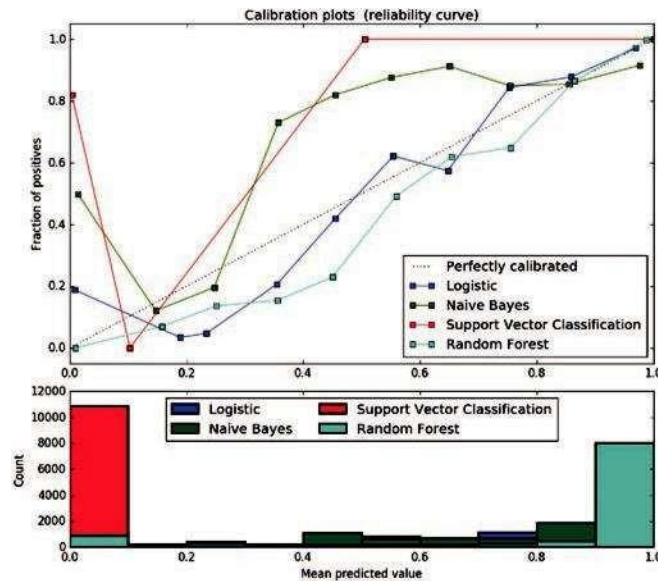 Calibration plots (reliability curve)
Fraction of positives
1.0
0.8
0.6
0.4
0.2
0.0
Perfectly calibrated
Logistic
Naive Bayes
Support Vector Classification
Random Forest
0.0 0.2 0.4 0.6 0.8 1.0
Count
12000
10000
8000
6000
4000
2000
0
Logistic Support Vector Classification
Naive Bayes Random Forest
0.0 0.2 0.4 0.6 0.8 1.0
Mean predicted value